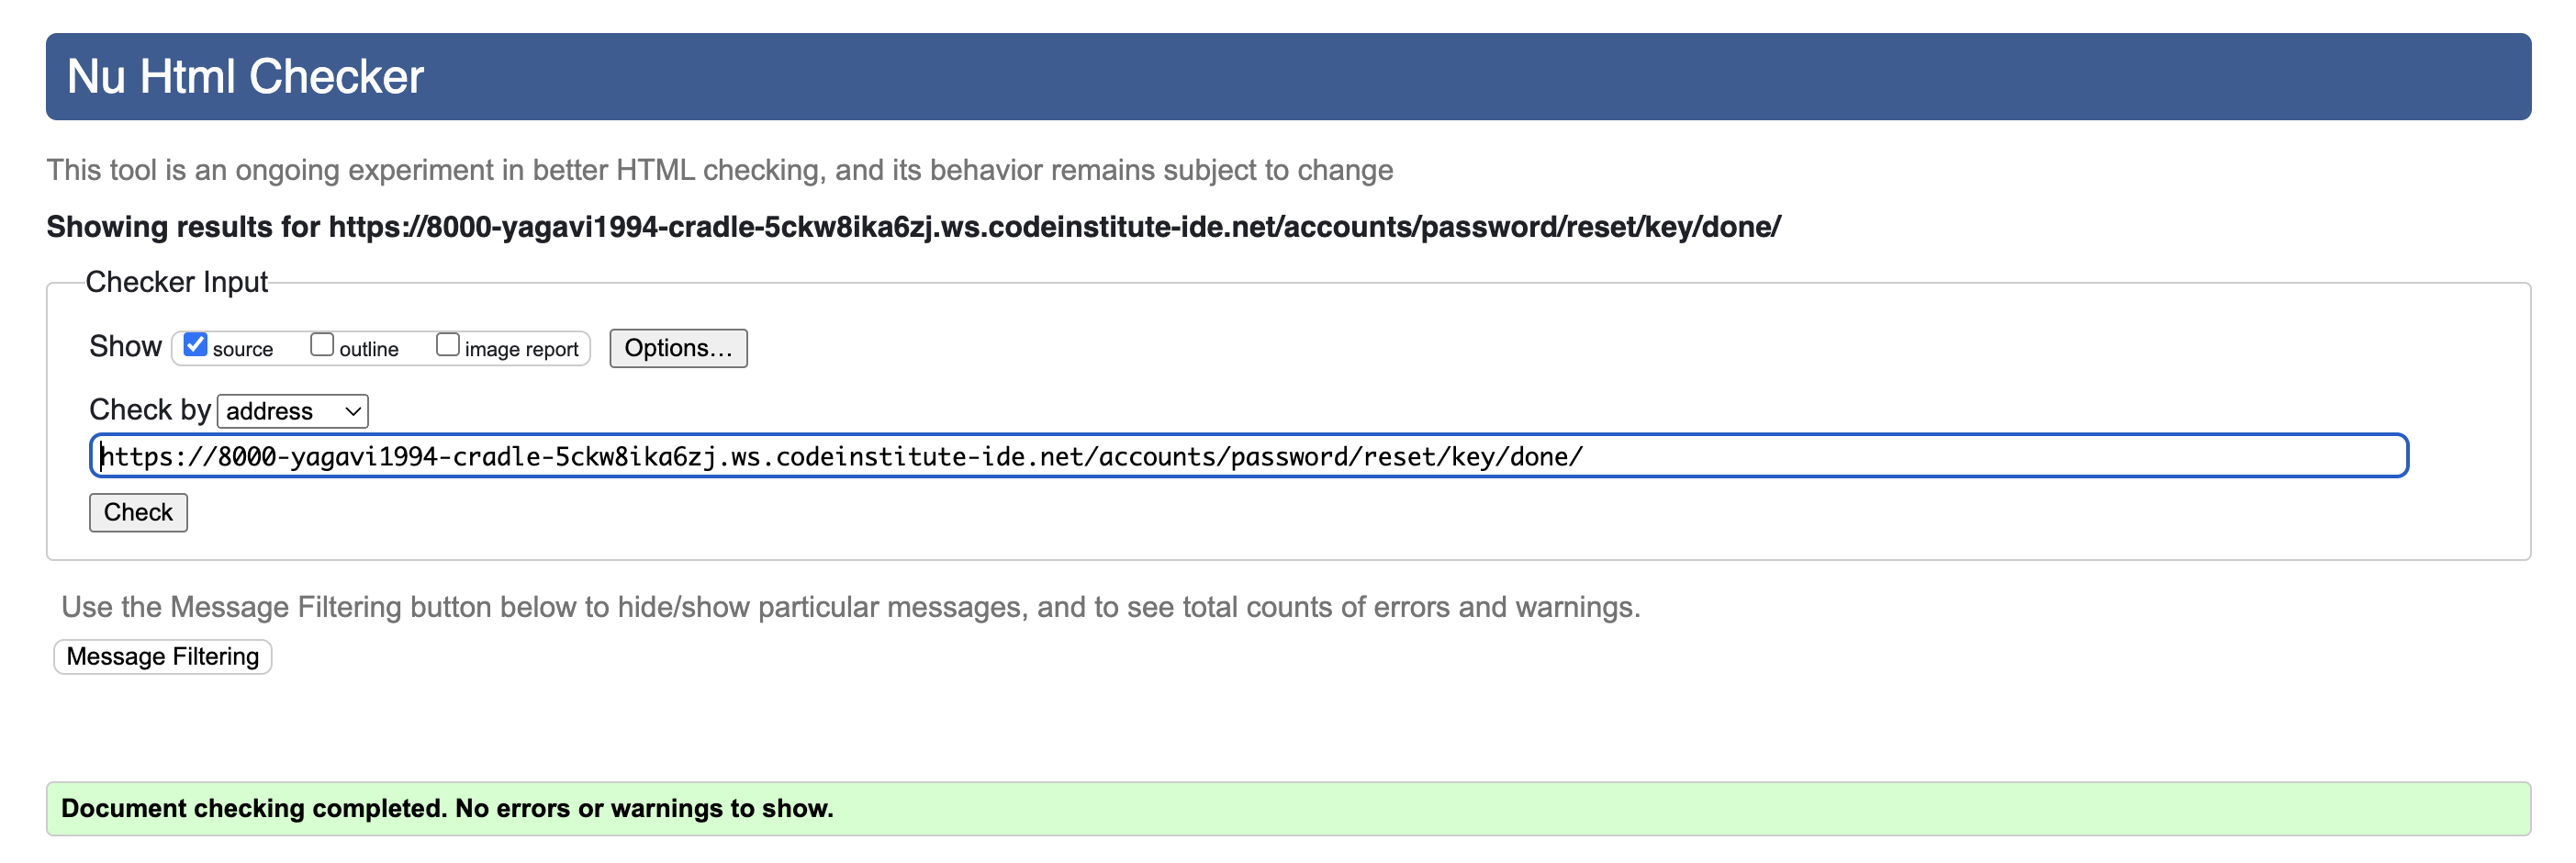 Nu Html Checker
This tool is an ongoing experiment in better HTML checking, and its behavior remains subject to change
Showing results for https://8000-yagavi1994-cradle-5ckw8ika6zj.ws.codeinstitute-ide.net/accounts/password/reset/key/done/
Checker Input
Show source outline image report Options...
Check by address
https://8000-yagavi1994-cradle-5ckw8ika6zj.ws.codeinstitute-ide.net/accounts/password/reset/key/done/
Check
Use the Message Filtering button below to hide/show particular messages, and to see total counts of errors and warnings.
Message Filtering
Document checking completed. No errors or warnings to show.